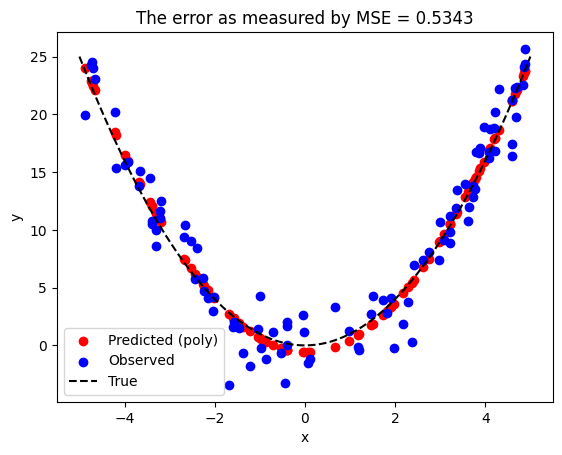 The error as measured by MSE = 0.5343
y
25
20
15
10
5
0
Predicted (poly)
Observed
True
−4
−2
0
2
4
x